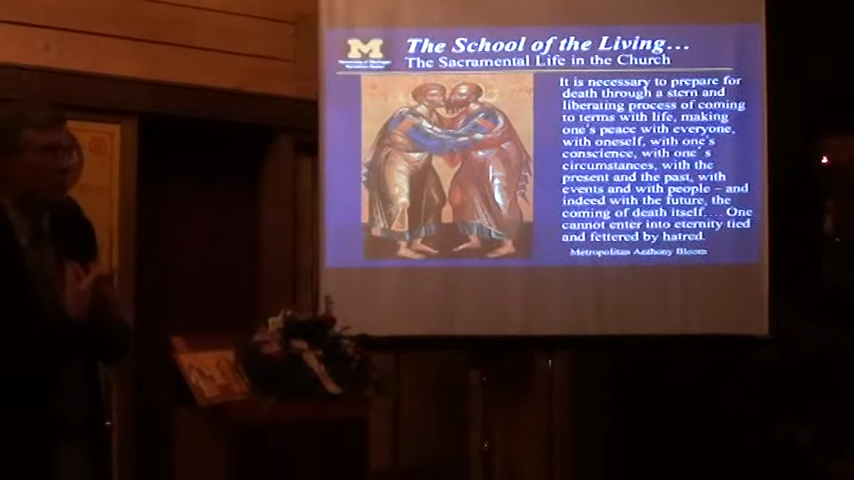 M
University of Michigan
The School of the Living...
The Sacramental Life in the Church
It is necessary to prepare for
death through a stern and
liberating process of coming
to terms with life, making
one's peace with everyone,
with oneself, with one's
conscience, with one's
circumstances, with the
present and the past, with
events and with people – and
indeed with the future, the
coming of death itself.... One
cannot enter into eternity tied
and fettered by hatred.
Metropolitan Anthony Bloom